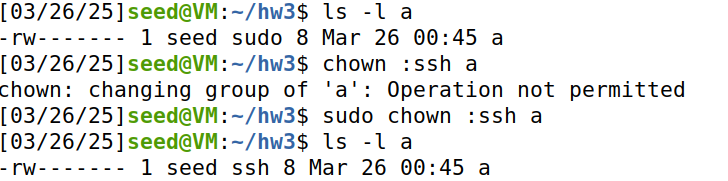 [03/26/25]seed@VM:~/hw3$ ls -l a
-rw------- 1 seed sudo 8 Mar 26 00:45 a
[03/26/25]seed@VM:~/hw3$ chown :ssh a
chown: changing group of 'a': Operation not permitted
[03/26/25]seed@VM:~/hw3$ sudo chown :ssh a
[03/26/25]seed@VM:~/hw3$ ls -l a
-rw------- 1 seed ssh 8 Mar 26 00:45 a